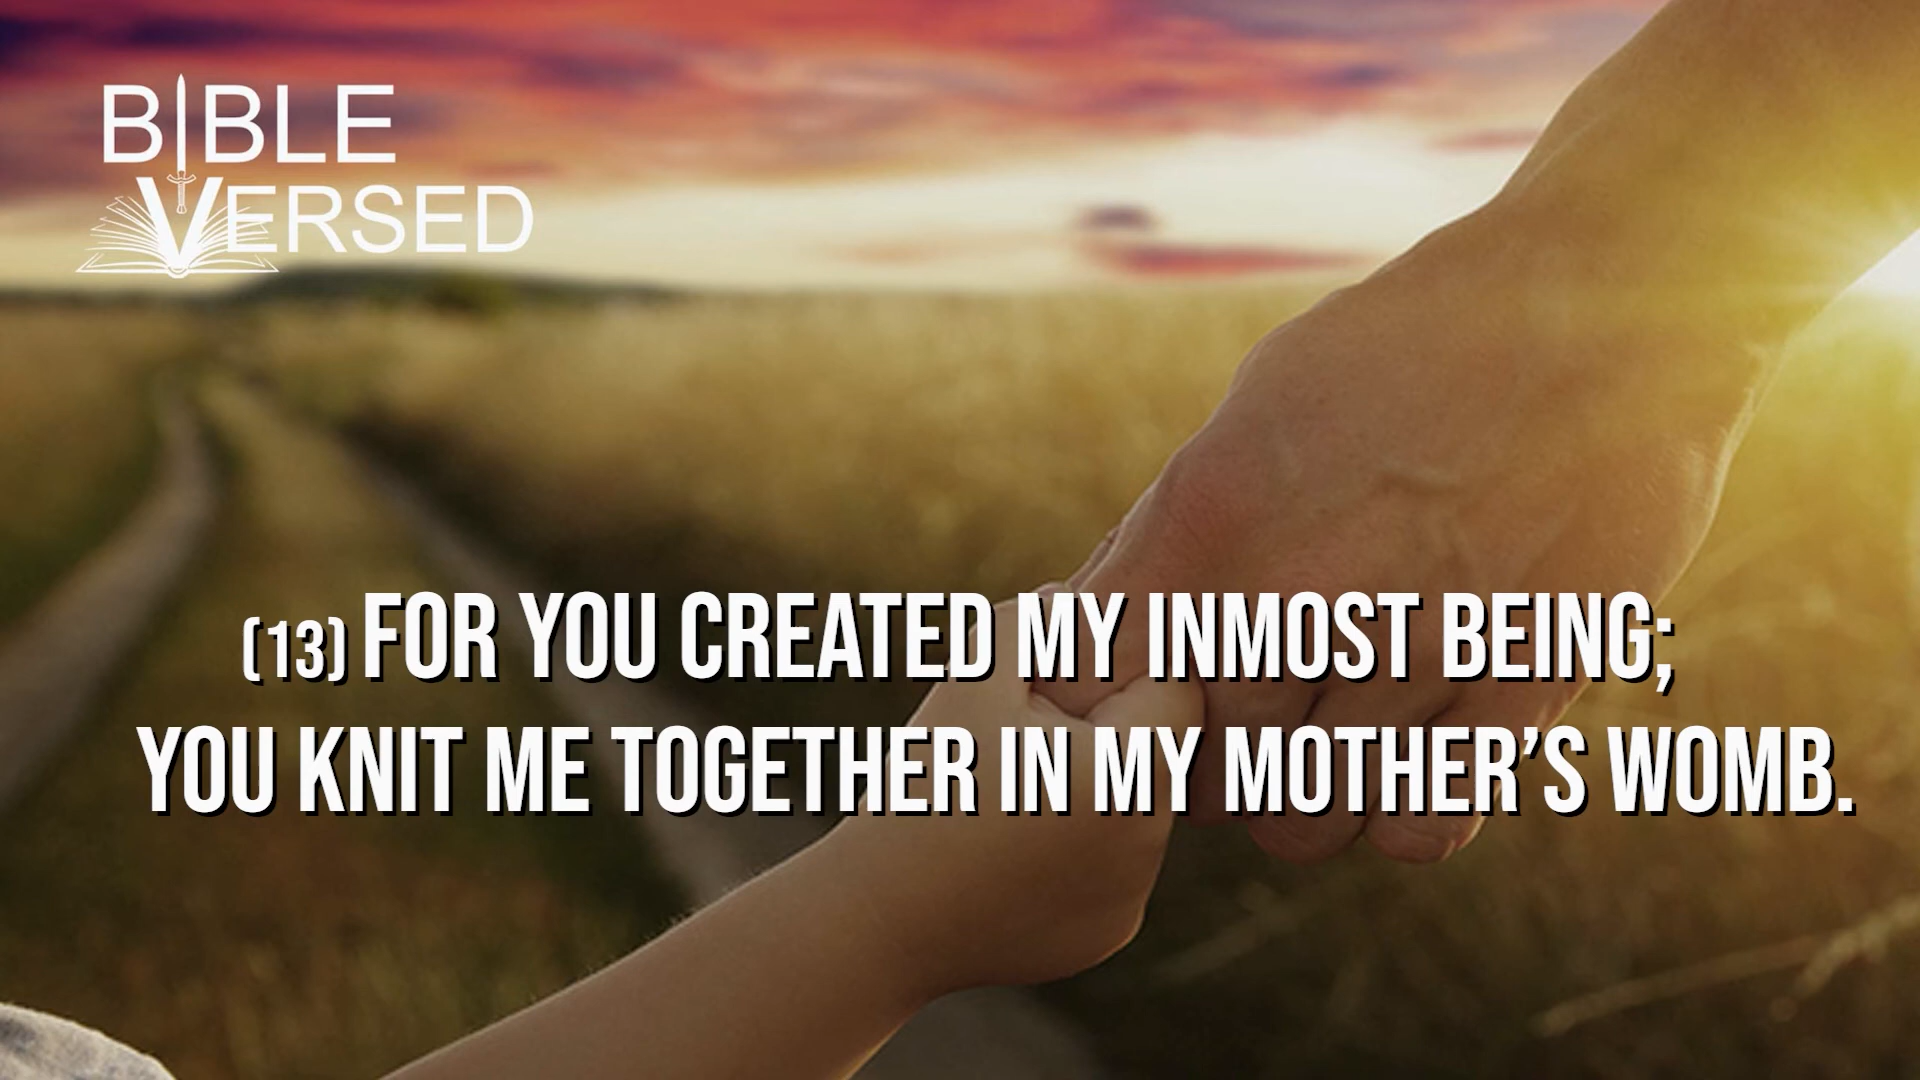 BIBLE
VERSED
(13) FOR YOU CREATED MY INMOST BEING;
YOU KNIT ME TOGETHER IN MY MOTHER’S WOMB.